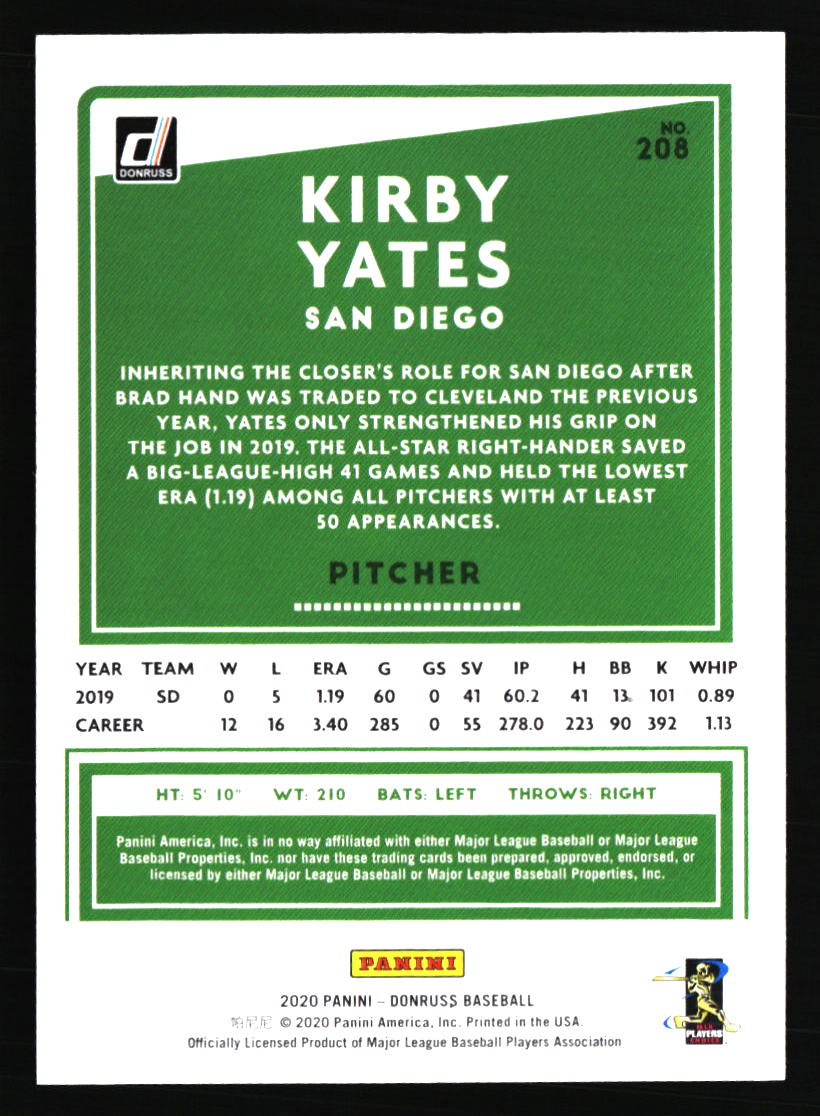 DONRUSS
NO.
208
KIRBY
YATES
SAN DIEGO
INHERITING THE CLOSER'S ROLE FOR SAN DIEGO AFTER
BRAD HAND WAS TRADED TO CLEVELAND THE PREVIOUS
YEAR, YATES ONLY STRENGTHENED HIS GRIP ON
THE JOB IN 2019. THE ALL-STAR RIGHT-HANDER SAVED
A BIG-LEAGUE-HIGH 41 GAMES AND HELD THE LOWEST
ERA (1.19) AMONG ALL PITCHERS WITH AT LEAST
50 APPEARANCES.
PITCHER
YEAR TEAM W L ERA G GS SV IP H BB K WHIP
2019 SD 0 5 1.19 60 0 41 60.2 41 13 101 0.89
CAREER 12 16 3.40 285 0 55 278.0 223 90 392 1.13
HT: 5' 10" WT: 210 BATS: LEFT THROWS: RIGHT
Panini America, Inc. is in no way affiliated with either Major League Baseball or Major League
Baseball Properties, Inc. nor have these trading cards been prepared, approved, endorsed, or
licensed by either Major League Baseball or Major League Baseball Properties, Inc.
PANINI
2020 PANINI – DONRUSS BASEBALL
帕尼尼 © 2020 Panini America, Inc. Printed in the USA.
Officially Licensed Product of Major League Baseball Players Association
MLB
PLAYERS
CHOICE